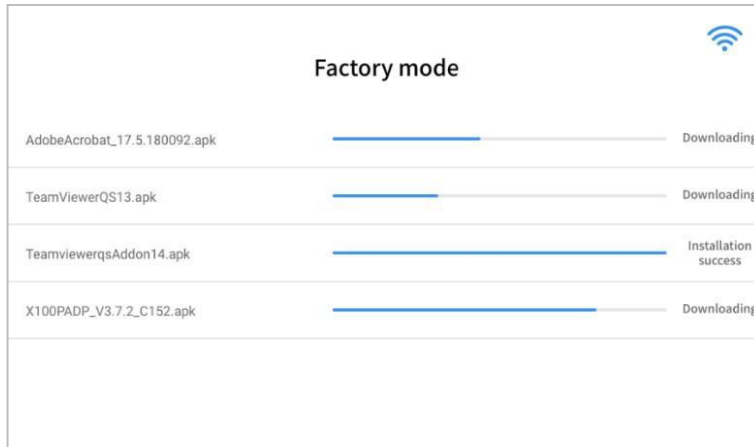 Factory mode
AdobeAcrobat_17.5.180092.apk Downloading
TeamViewerQS13.apk Downloading
TeamviewerqsAddon14.apk Installation
success
X100PADP_V3.7.2_C152.apk Downloading